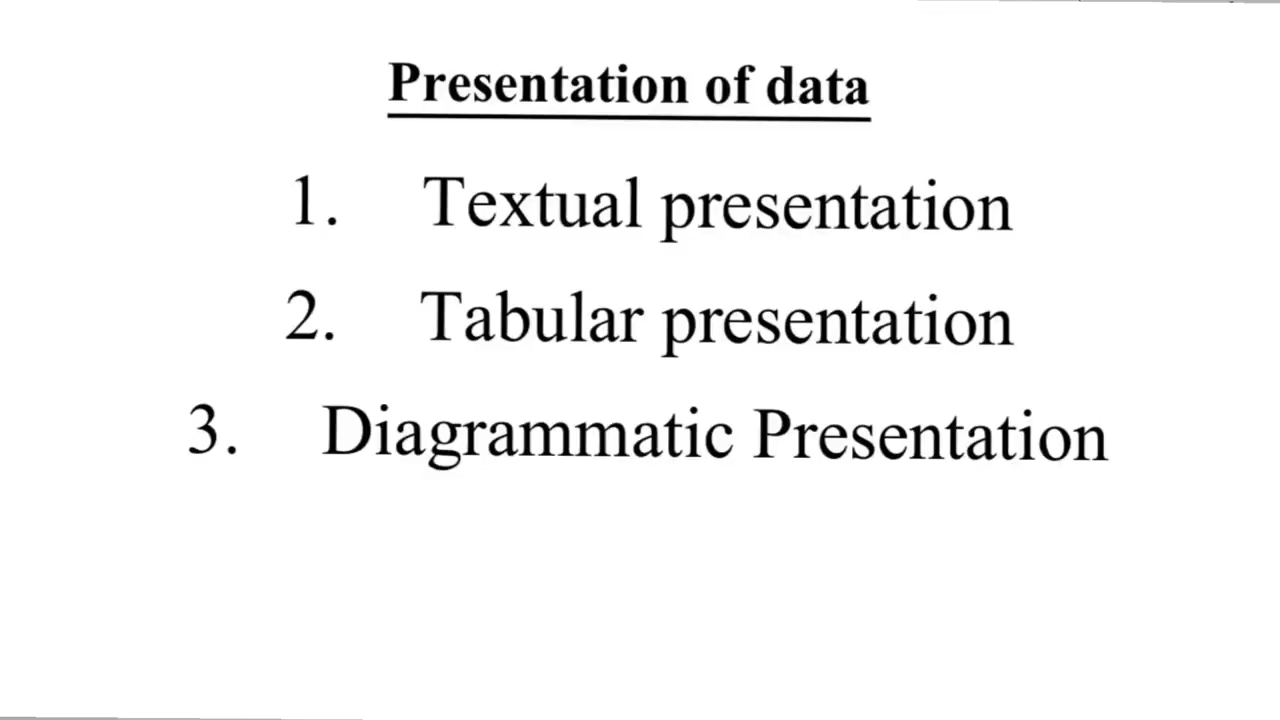 Presentation of data
1. Textual presentation
2. Tabular presentation
3. Diagrammatic Presentation